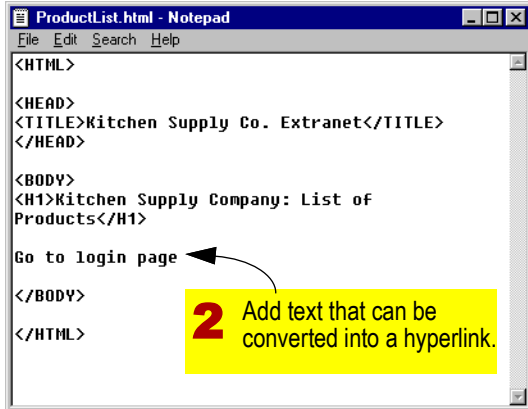 ProductList.html - Notepad
File Edit Search Help
<HTML>
<HEAD>
<TITLE>Kitchen Supply Co. Extranet</TITLE>
</HEAD>
<BODY>
<H1>Kitchen Supply Company: List of
Products</H1>
Go to login page
</BODY>
</HTML>
2 Add text that can be
converted into a hyperlink.